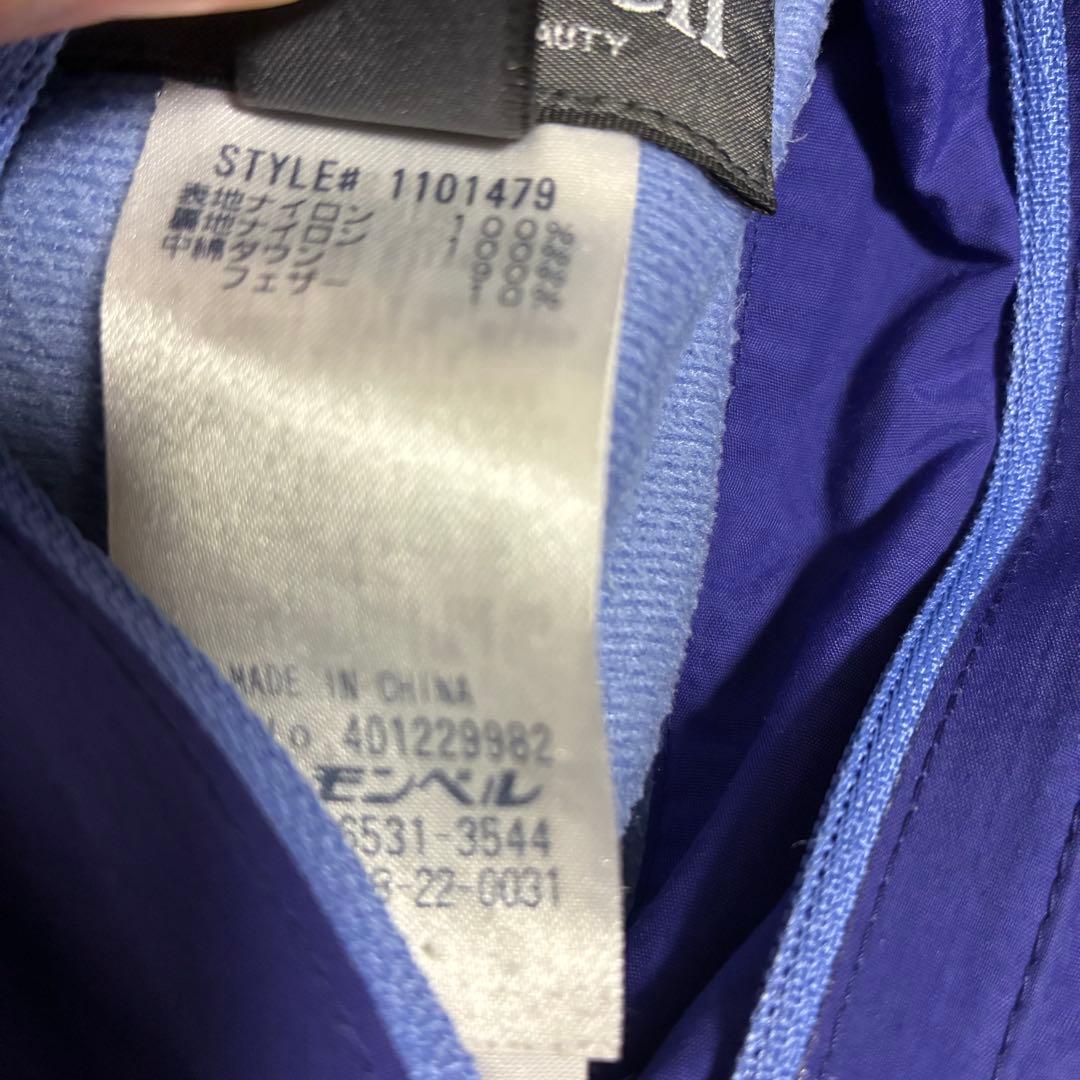 AUTY
STYLE# 1101479
表地 ナイロン 100%
裏地 ナイロン 100%
中綿 ダウン 90%
フェザー 10%
MADE IN CHINA
401229982
モンベル
6531-3544
-22-0031